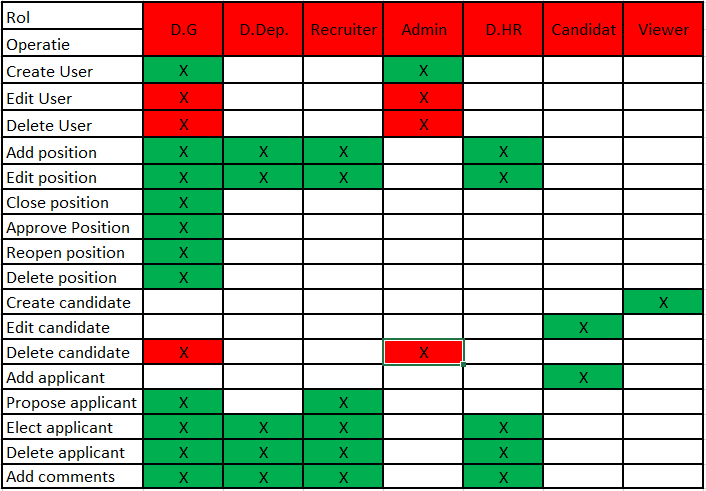 Rol D.G D.Dep. Recruiter Admin D.HR Candidat Viewer
Operatie
Create User X X
Edit User X X
Delete User X X
Add position X X X X
Edit position X X X X
Close position X
Approve Position X
Reopen position X
Delete position X
Create candidate X
Edit candidate X
Delete candidate X X
Add applicant X
Propose applicant X X
Elect applicant X X X X
Delete applicant X X X X
Add comments X X X X